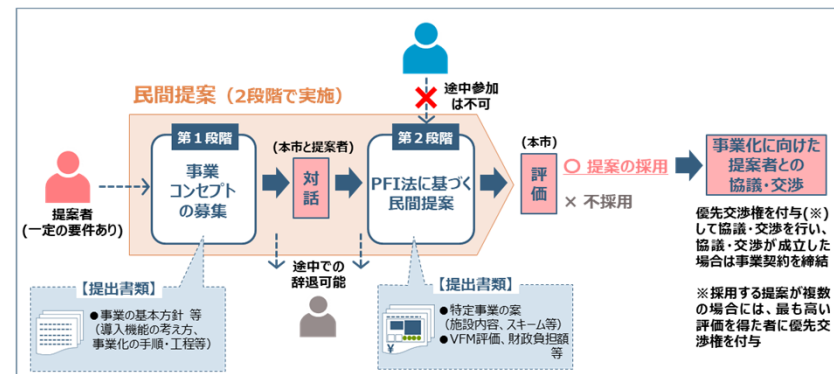 民間提案（2段階で実施）
途中参加
は不可
提案者
(一定の要件あり)
第１段階
事業
コンセプト
の募集
(本市と提案者)
対
話
第２段階
PFI法に基づく
民間提案
(本市)
評
価
〇 提案の採用
× 不採用
事業化に向けた
提案者との
協議・交渉
優先交渉権を付与(※)
して協議・交渉を行い、
協議・交渉が成立した
場合は事業契約を締結
※採用する提案が複数
の場合には、最も高い
評価を得た者に優先交
渉権を付与
途中での
辞退可能
【提出書類】
●事業の基本方針 等
（導入機能の考え方、
事業化の手順・工程等）
【提出書類】
●特定事業の案
（施設内容、スキーム等）
●VFM評価、財政負担額
等
¥